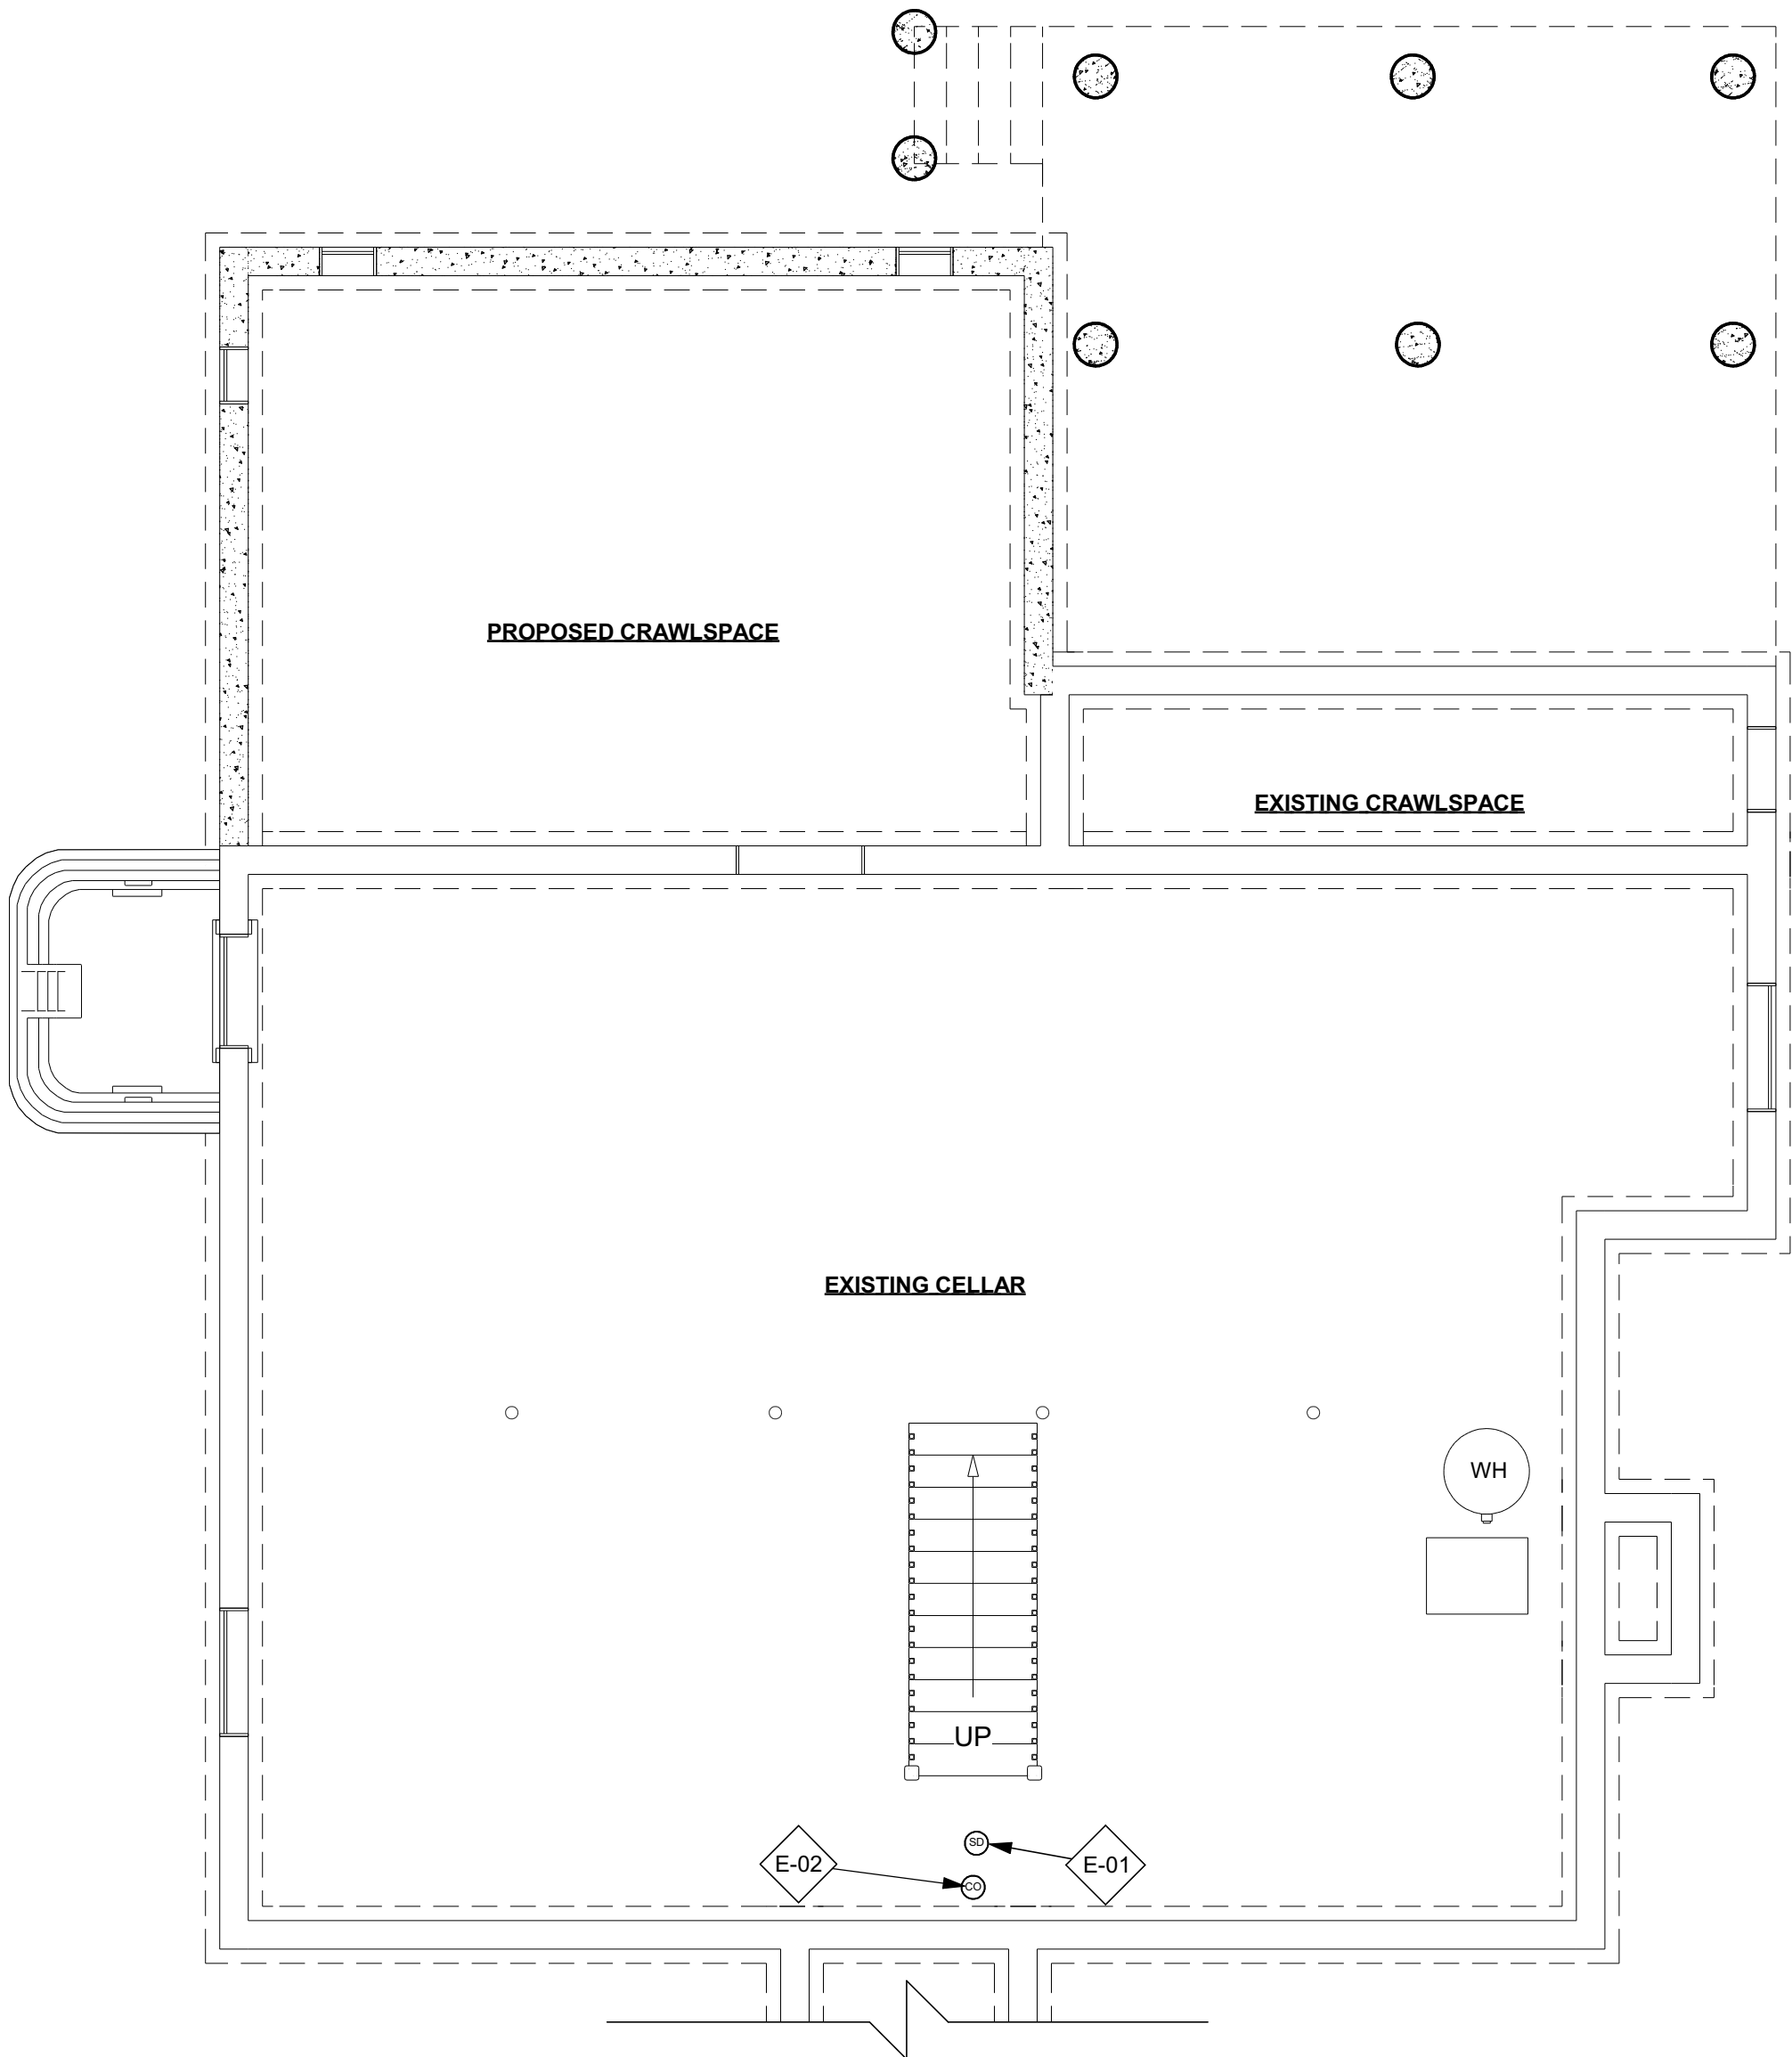 PROPOSED CRAWLSPACE
EXISTING CRAWLSPACE
EXISTING CELLAR
WH
UP
SD
E-02
E-01
CO